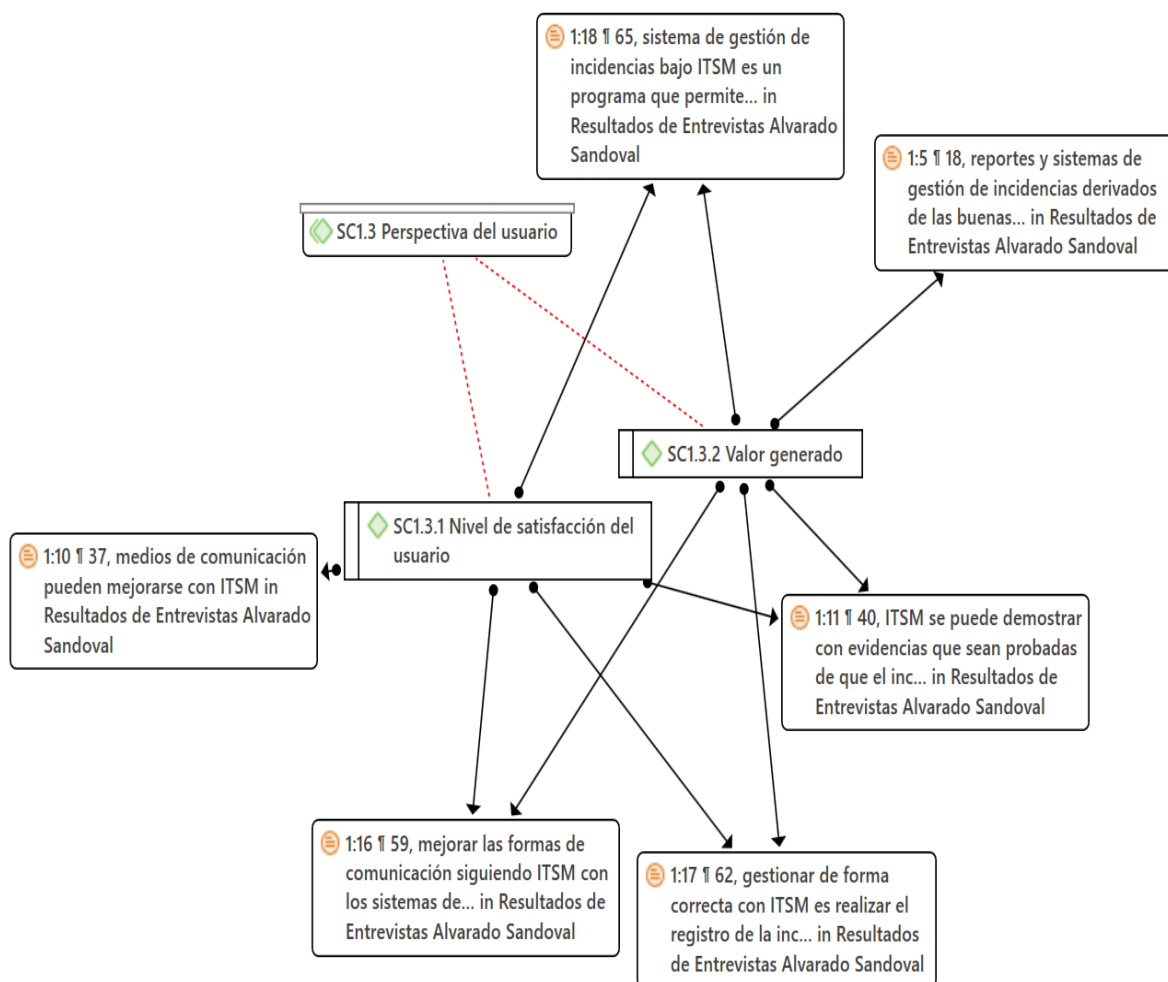 1:18 ¶ 65, sistema de gestión de
incidencias bajo ITSM es un
programa que permite... in
Resultados de Entrevistas Alvarado
Sandoval
1:5 ¶ 18, reportes y sistemas de
gestión de incidencias derivados
de las buenas... in Resultados de
Entrevistas Alvarado Sandoval
SC1.3 Perspectiva del usuario
SC1.3.2 Valor generado
SC1.3.1 Nivel de satisfacción del
usuario
1:10 ¶ 37, medios de comunicación
pueden mejorarse con ITSM in
Resultados de Entrevistas Alvarado
Sandoval
1:11 ¶ 40, ITSM se puede demostrar
con evidencias que sean probadas
de que el inc... in Resultados de
Entrevistas Alvarado Sandoval
1:16 ¶ 59, mejorar las formas de
comunicación siguiendo ITSM con
los sistemas de... in Resultados de
Entrevistas Alvarado Sandoval
1:17 ¶ 62, gestionar de forma
correcta con ITSM es realizar el
registro de la inc... in Resultados
de Entrevistas Alvarado Sandoval